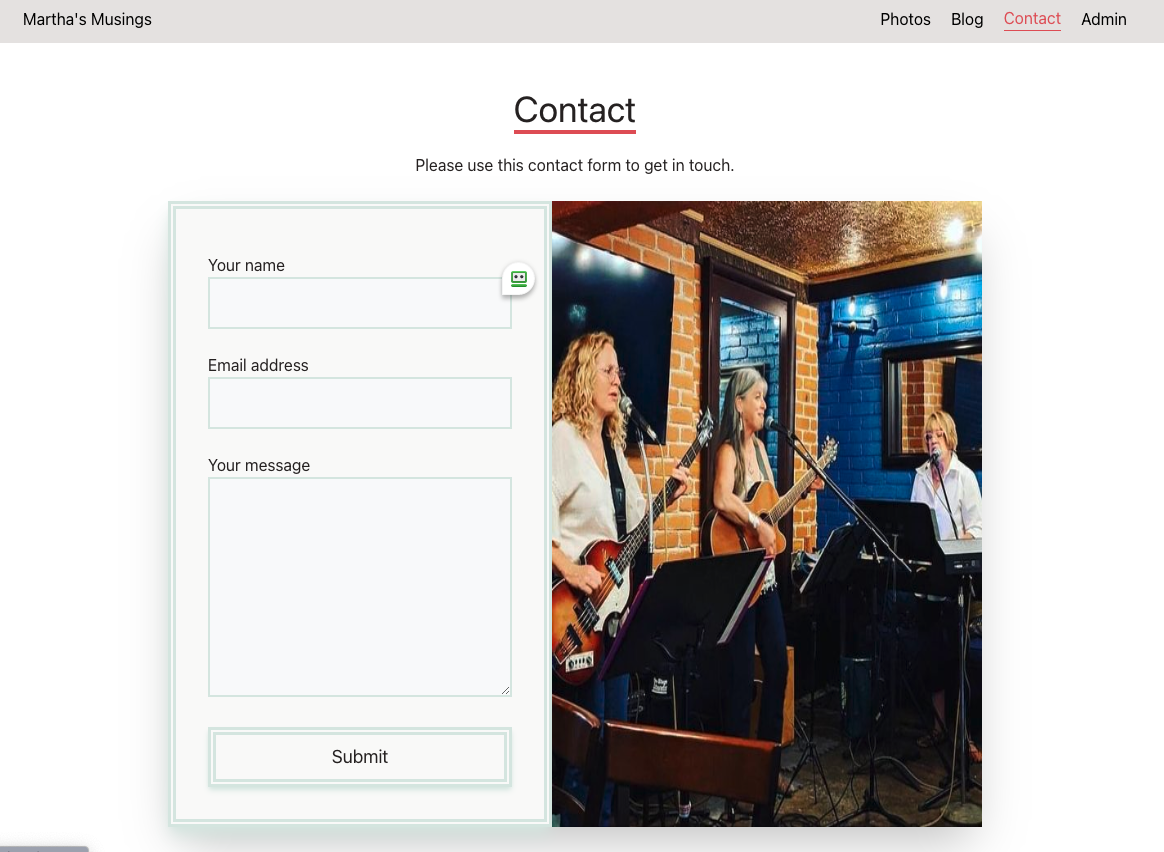 Martha's Musings
Photos Blog Contact Admin
Contact
Please use this contact form to get in touch.
Your name
Email address
Your message
Submit